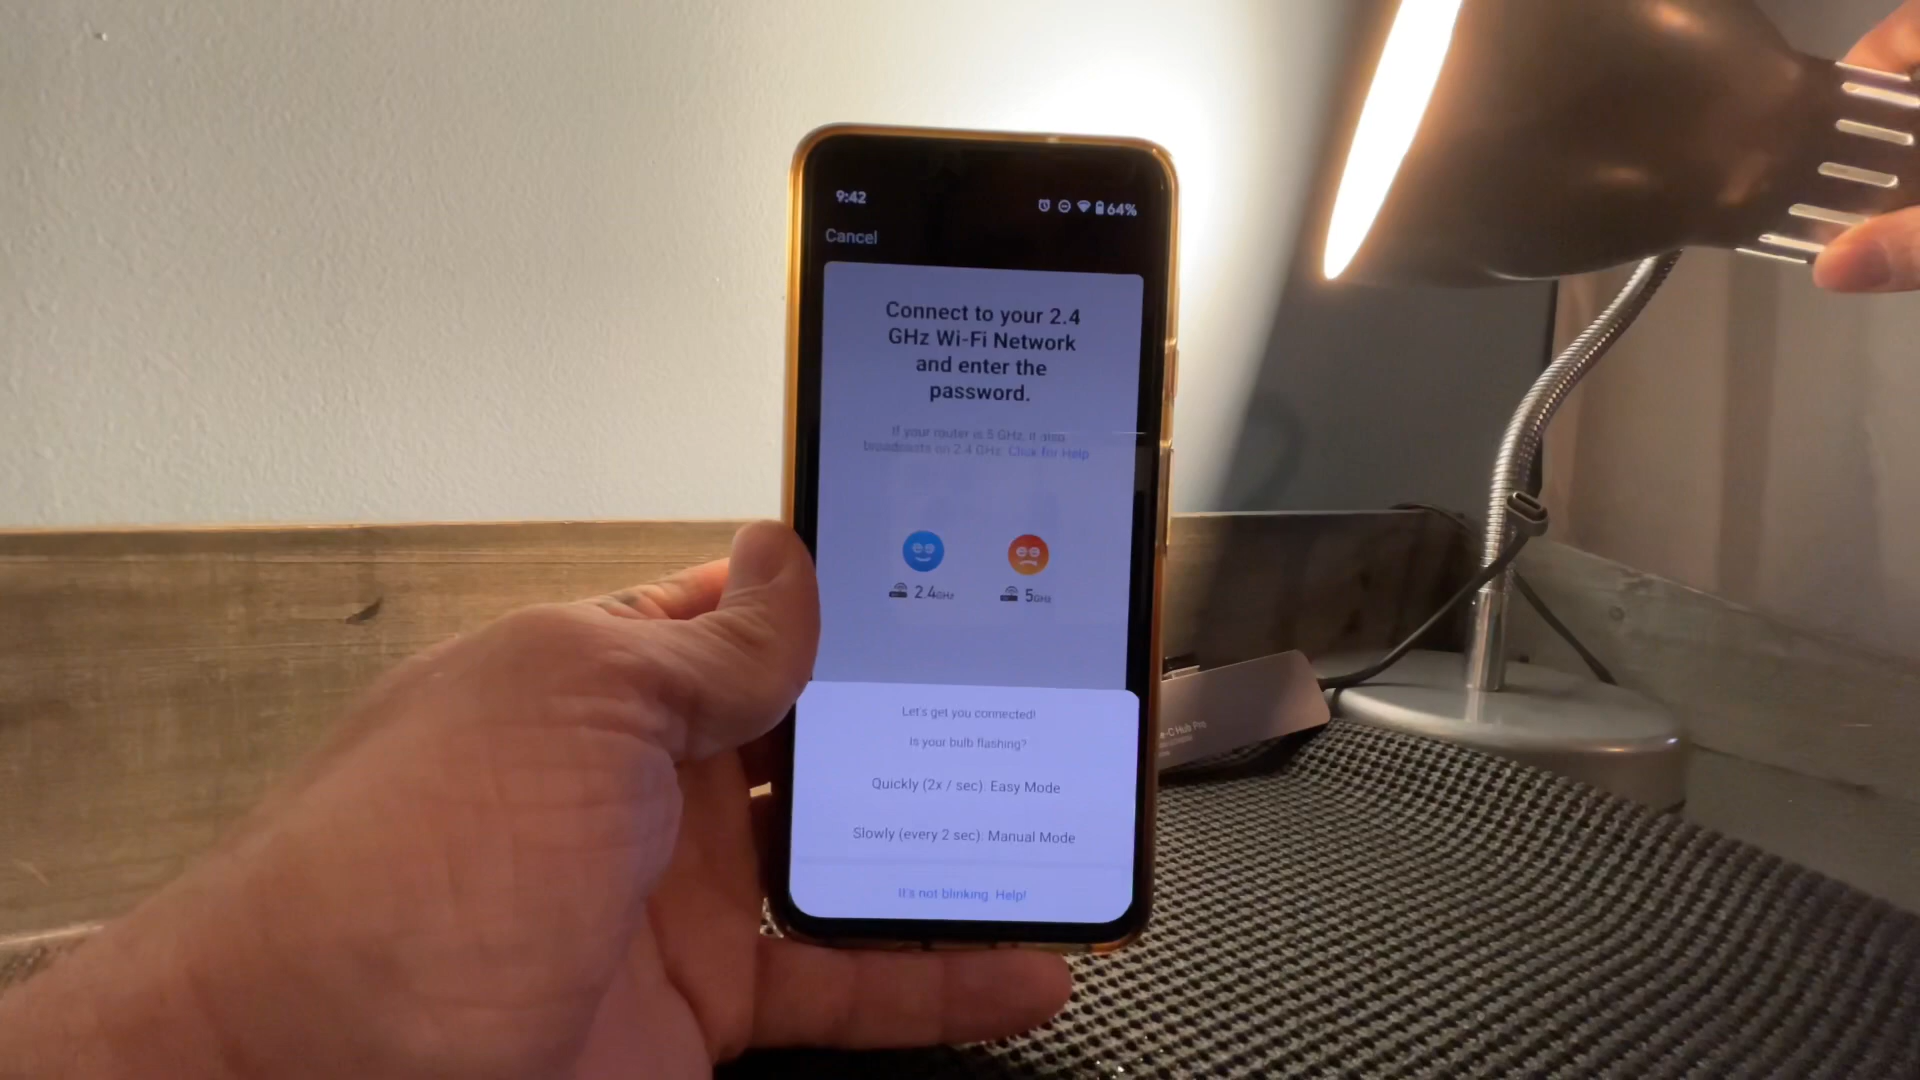 9:42
64%
Cancel
Connect to your 2.4
GHz Wi-Fi Network
and enter the
password.
If your router is 5 GHz, it also
broadcasts on 2.4 GHz. Click for Help
2.4GHz
5GHz
Let's get you connected!
Is your bulb flashing?
Quickly (2x / sec): Easy Mode
Slowly (every 2 sec): Manual Mode
It's not blinking. Help!
-C Hub Pro